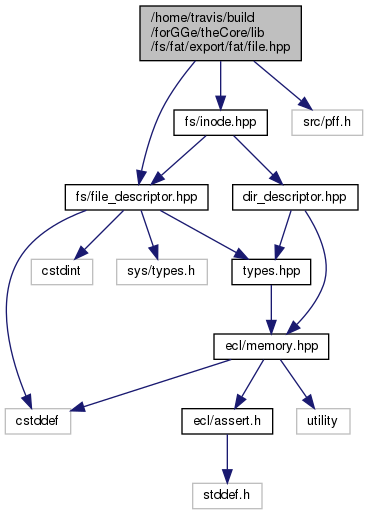 /home/travis/build
/forGGe/theCore/lib
/fs/fat/export/fat/file.hpp
fs/inode.hpp
src/pff.h
fs/file_descriptor.hpp
dir_descriptor.hpp
cstdint
sys/types.h
types.hpp
ecl/memory.hpp
cstddef
ecl/assert.h
utility
stddef.h